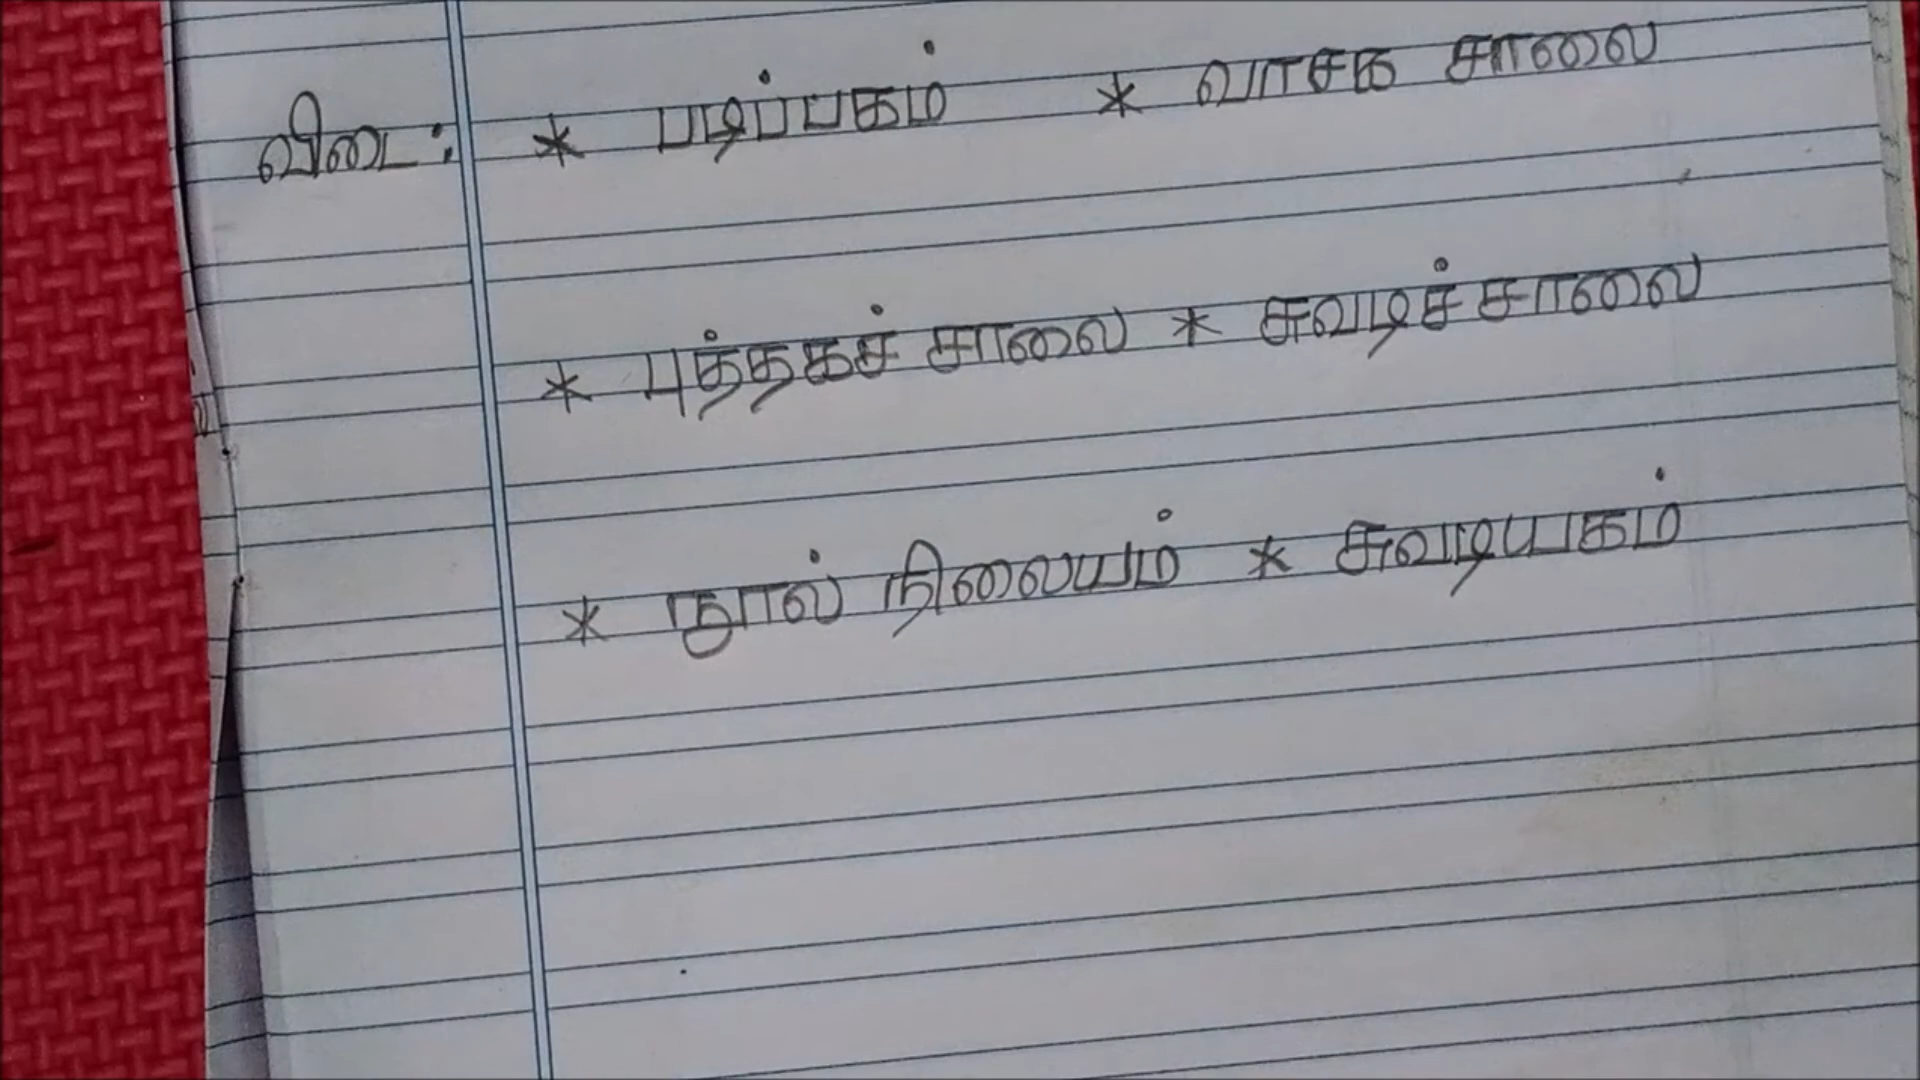 விடை: * படிப்பகம் * வாசக சாலை
* புத்தகச் சாலை * சுவடிச் சாலை
* நூல் நிலையம் * சுவடியகம்